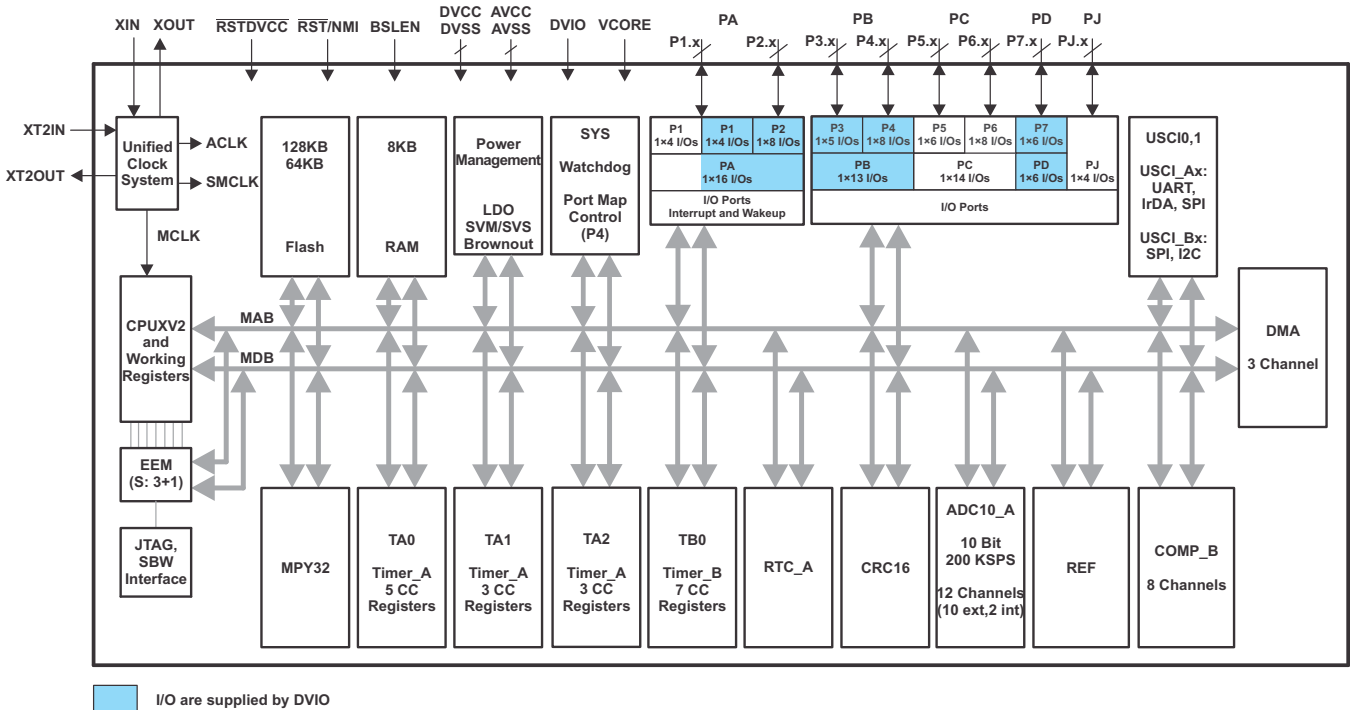 XIN XOUT RSTDVCC RST/NMI BSLEN DVCC DVSS AVCC AVSS DVIO VCORE
PA PB PC PD PJ
P1.x P2.x P3.x P4.x P5.x P6.x P7.x PJ.x
XT2IN
XT2OUT
Unified
Clock
System
ACLK
SMCLK
MCLK
128KB
64KB
Flash
8KB
RAM
Power
Management
LDO
SVM/SVS
Brownout
SYS
Watchdog
Port Map
Control
(P4)
P1
1×4 I/Os
P1
1×4 I/Os
P2
1×8 I/Os
PA
1×16 I/Os
I/O Ports
Interrupt and Wakeup
P3
1×5 I/Os
P4
1×8 I/Os
P5
1×6 I/Os
P6
1×8 I/Os
P7
1×6 I/Os
PB
1×13 I/Os
PC
1×14 I/Os
PD
1×6 I/Os
PJ
1×4 I/Os
I/O Ports
USCI0,1
USCI_Ax:
UART,
IrDA, SPI
USCI_Bx:
SPI, I2C
CPUXV2
and
Working
Registers
MAB
MDB
DMA
3 Channel
EEM
(S: 3+1)
JTAG,
SBW
Interface
MPY32
TA0
Timer_A
5 CC
Registers
TA1
Timer_A
3 CC
Registers
TA2
Timer_A
3 CC
Registers
TB0
Timer_B
7 CC
Registers
RTC_A
CRC16
ADC10_A
10 Bit
200 KSPS
12 Channels
(10 ext,2 int)
REF
COMP_B
8 Channels
I/O are supplied by DVIO